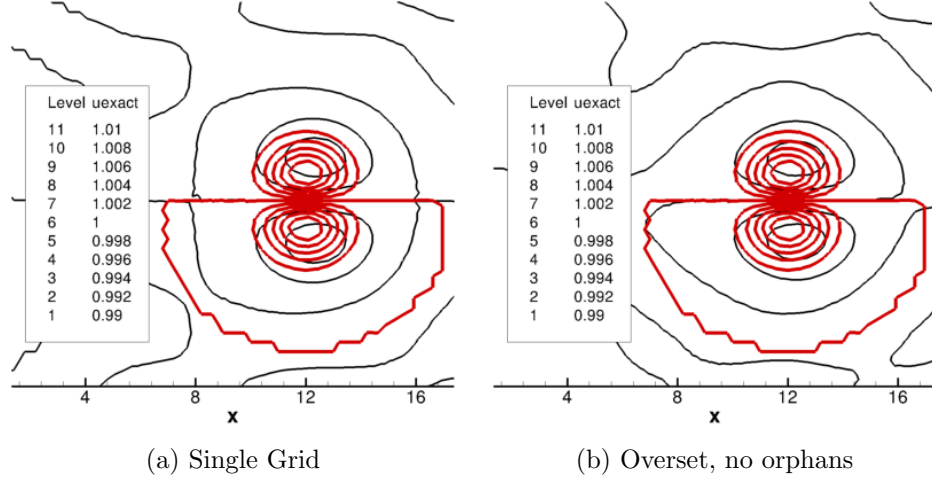 Level uexact
11 1.01
10 1.008
9 1.006
8 1.004
7 1.002
6 1
5 0.998
4 0.996
3 0.994
2 0.992
1 0.99
4 8 12 16
x
(a) Single Grid
Level uexact
11 1.01
10 1.008
9 1.006
8 1.004
7 1.002
6 1
5 0.998
4 0.996
3 0.994
2 0.992
1 0.99
4 8 12 16
x
(b) Overset, no orphans